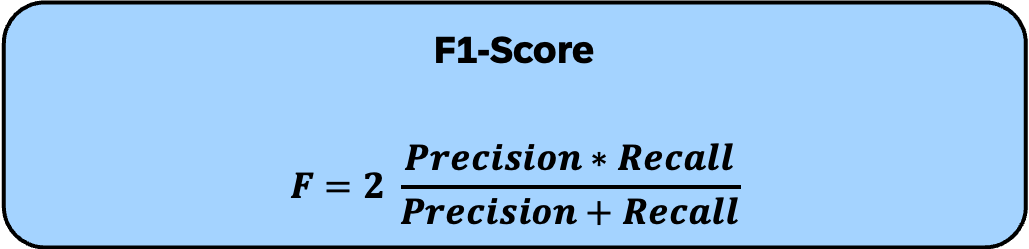 F1-Score
F = 2 Precision * Recall
Precision + Recall